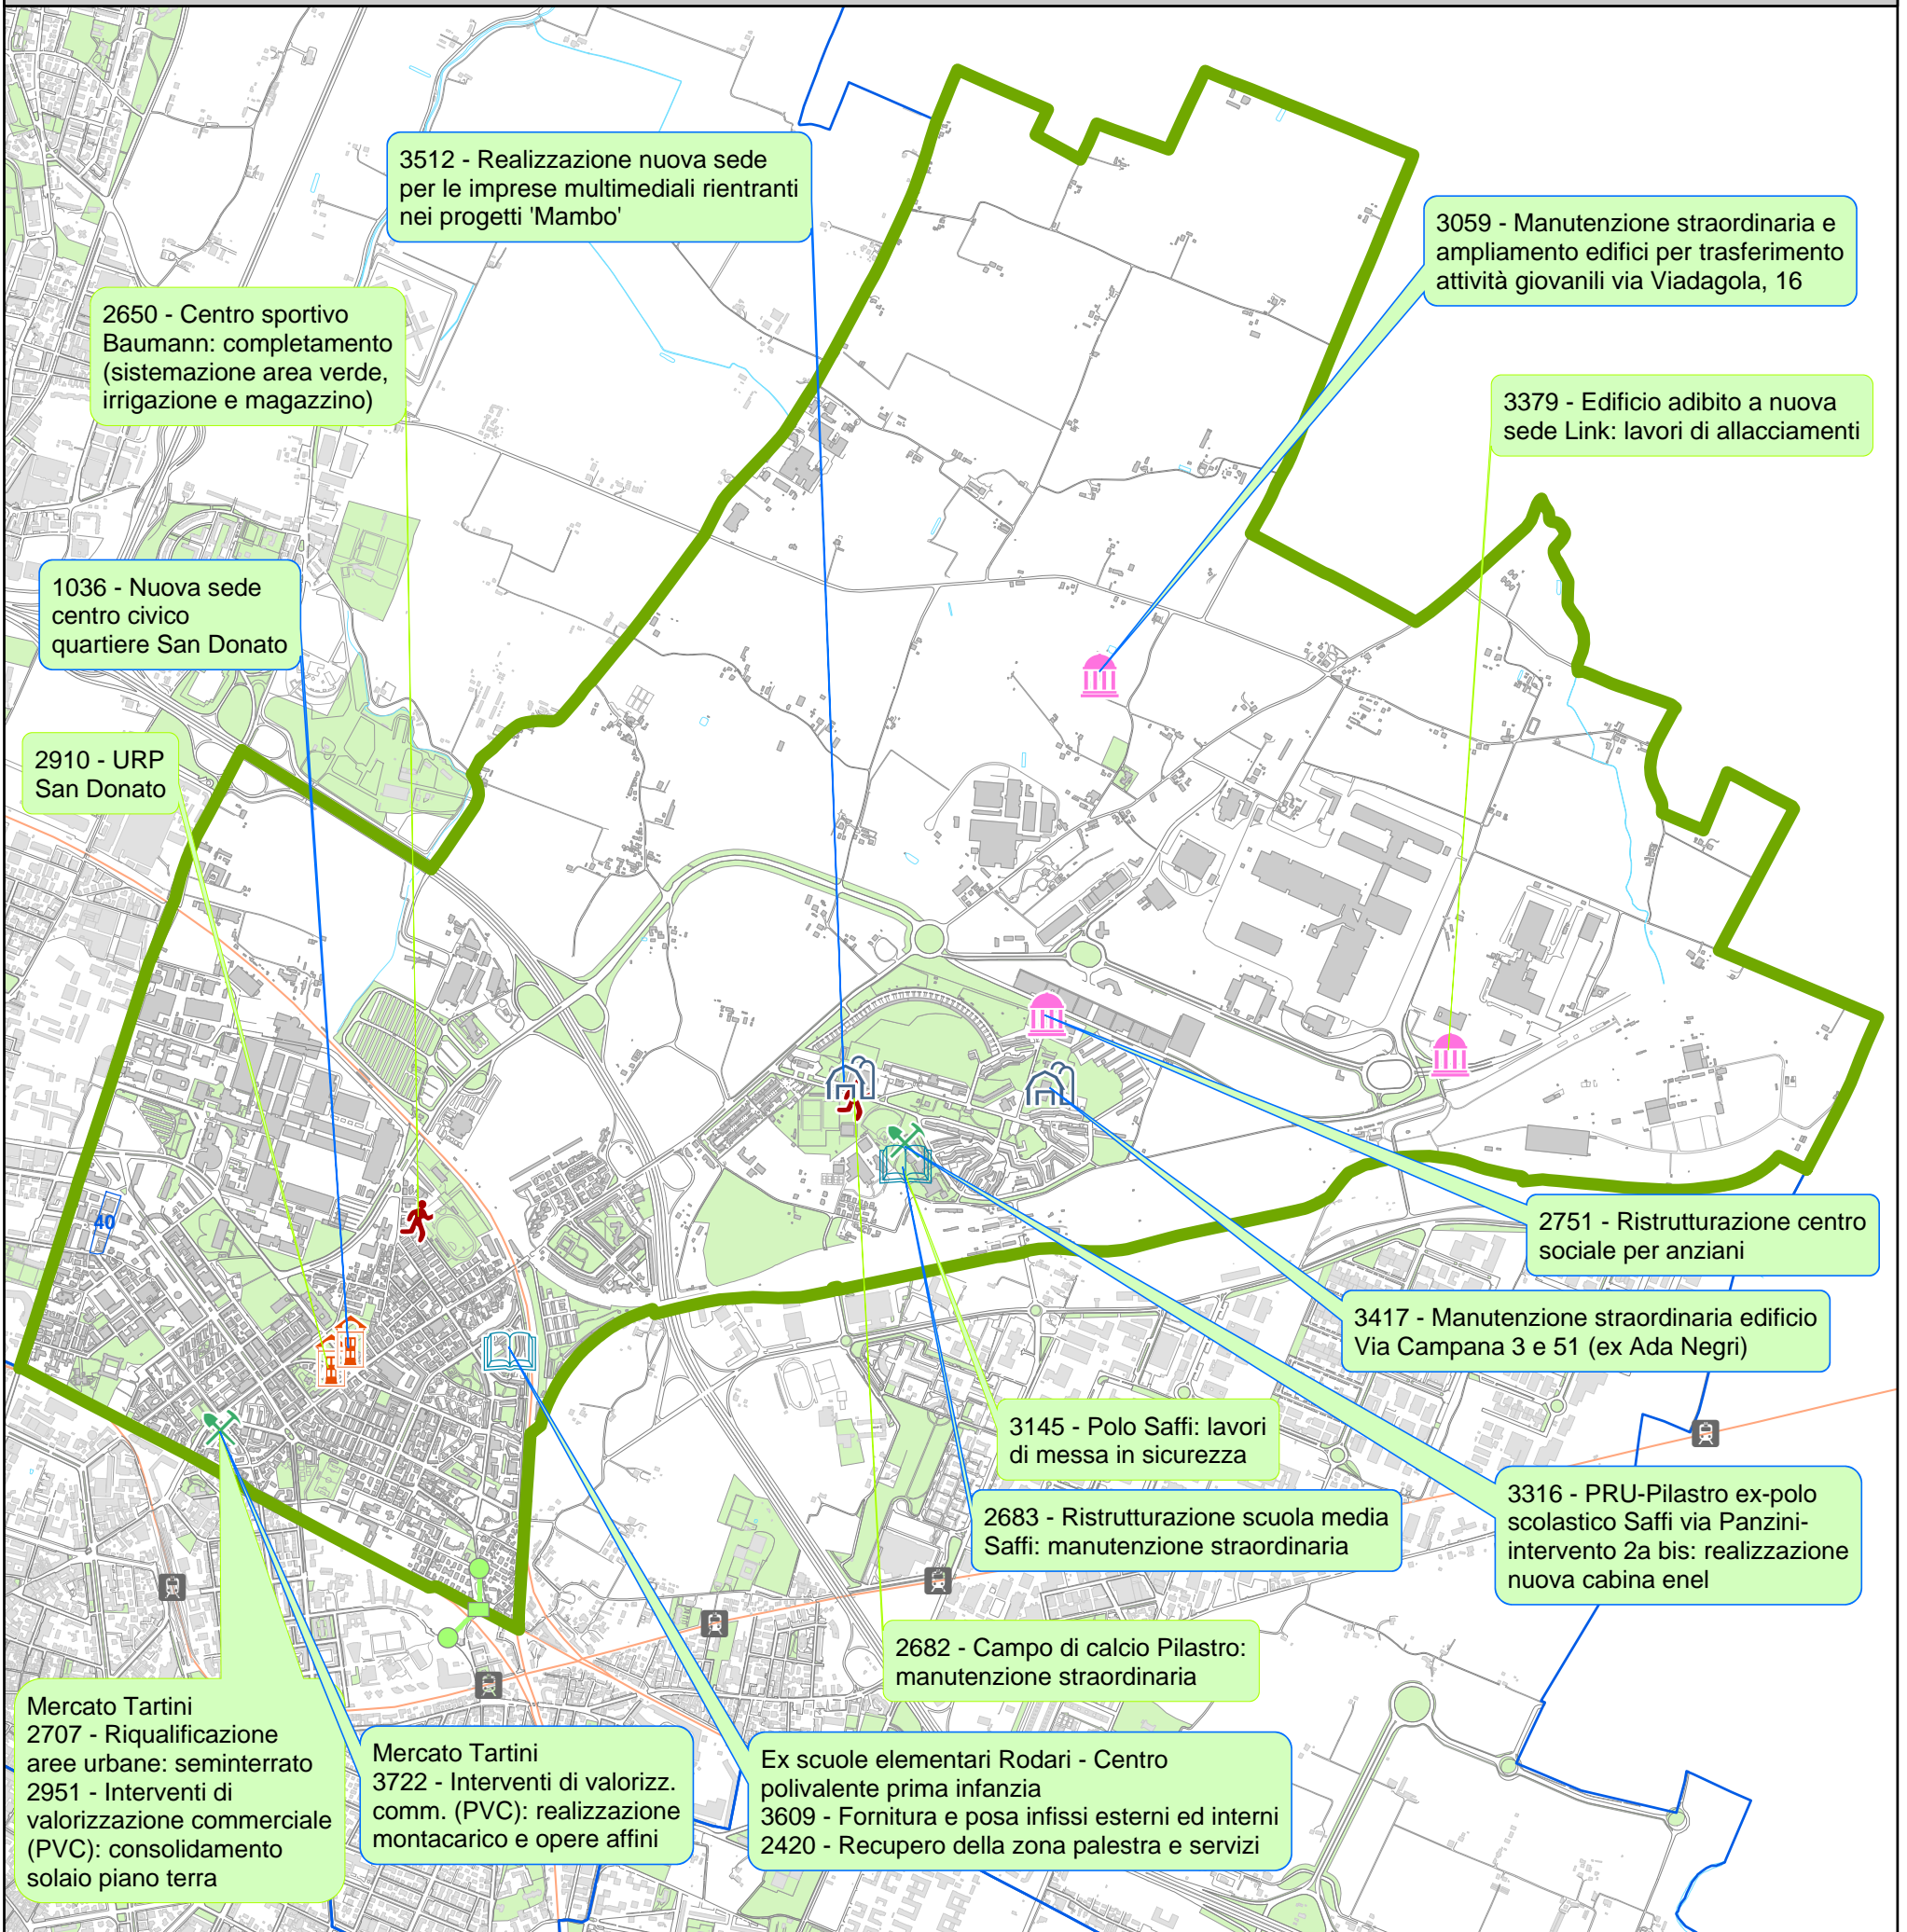 3512 - Realizzazione nuova sede
per le imprese multimediali rientranti
nei progetti 'Mambo'
3059 - Manutenzione straordinaria e
ampliamento edifici per trasferimento
attività giovanili via Viadagola, 16
2650 - Centro sportivo
Baumann: completamento
(sistemazione area verde,
irrigazione e magazzino)
3379 - Edificio adibito a nuova
sede Link: lavori di allacciamenti
1036 - Nuova sede
centro civico
quartiere San Donato
2910 - URP
San Donato
40
2751 - Ristrutturazione centro
sociale per anziani
3417 - Manutenzione straordinaria edificio
Via Campana 3 e 51 (ex Ada Negri)
3145 - Polo Saffi: lavori
di messa in sicurezza
2683 - Ristrutturazione scuola media
Saffi: manutenzione straordinaria
3316 - PRU-Pilastro ex-polo
scolastico Saffi via Panzini-
intervento 2a bis: realizzazione
nuova cabina enel
2682 - Campo di calcio Pilastro:
manutenzione straordinaria
Mercato Tartini
2707 - Riqualificazione
aree urbane: seminterrato
2951 - Interventi di
valorizzazione commerciale
(PVC): consolidamento
solaio piano terra
Mercato Tartini
3722 - Interventi di valorizz.
comm. (PVC): realizzazione
montacarico e opere affini
Ex scuole elementari Rodari - Centro
polivalente prima infanzia
3609 - Fornitura e posa infissi esterni ed interni
2420 - Recupero della zona palestra e servizi